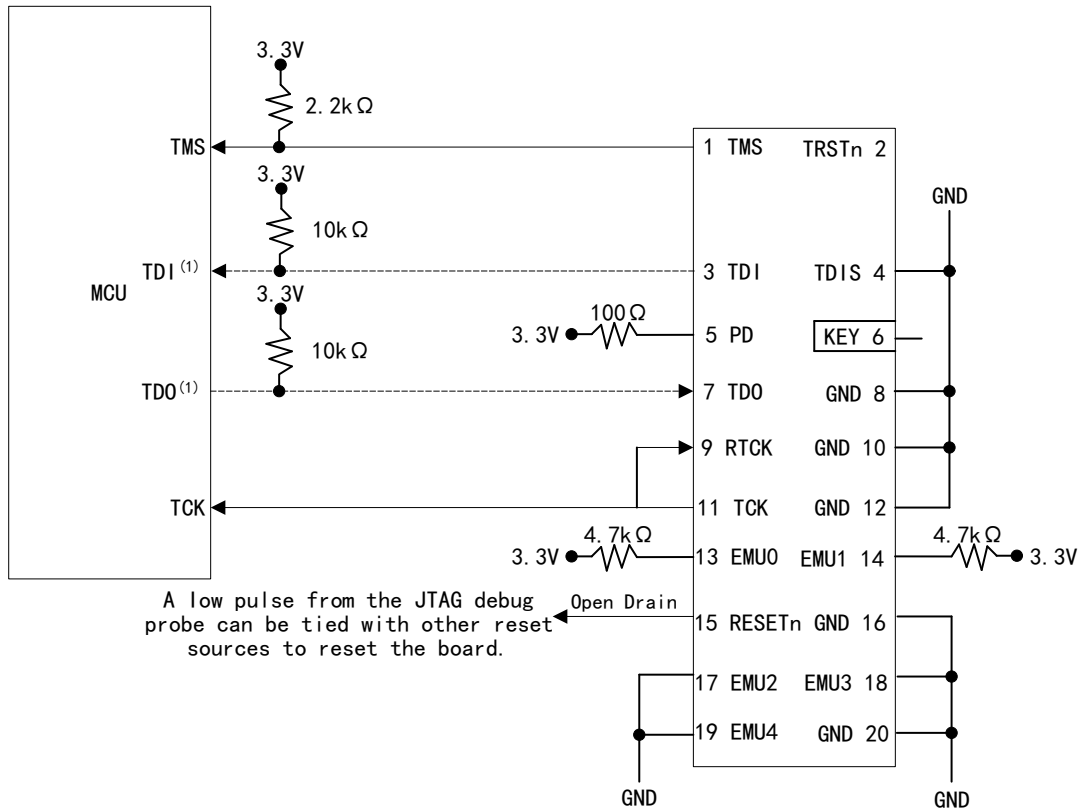 3.3V
2.2kΩ
TMS
1 TMS
TRSTn 2
3.3V
GND
10kΩ
TDI(1)
3 TDI
TDIS 4
MCU
3.3V
100Ω
3.3V
5 PD
KEY 6
10kΩ
TDO(1)
7 TDO
GND 8
9 RTCK
GND 10
TCK
11 TCK
GND 12
4.7kΩ
4.7kΩ
3.3V
13 EMU0
EMU1 14
3.3V
A low pulse from the JTAG debug
probe can be tied with other reset
sources to reset the board.
Open Drain
15 RESETn
GND 16
17 EMU2
EMU3 18
19 EMU4
GND 20
GND
GND